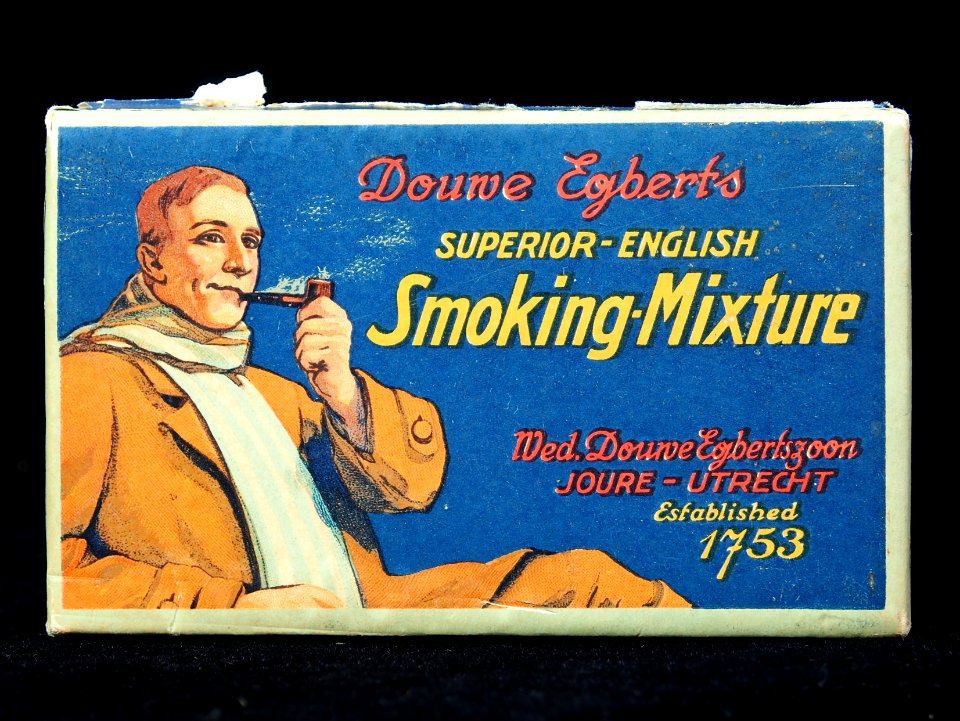 Douwe Egberts
SUPERIOR-ENGLISH
Smoking-Mixture
Wed. Douwe Egbertszoon
JOURE - UTRECHT
Established
1753